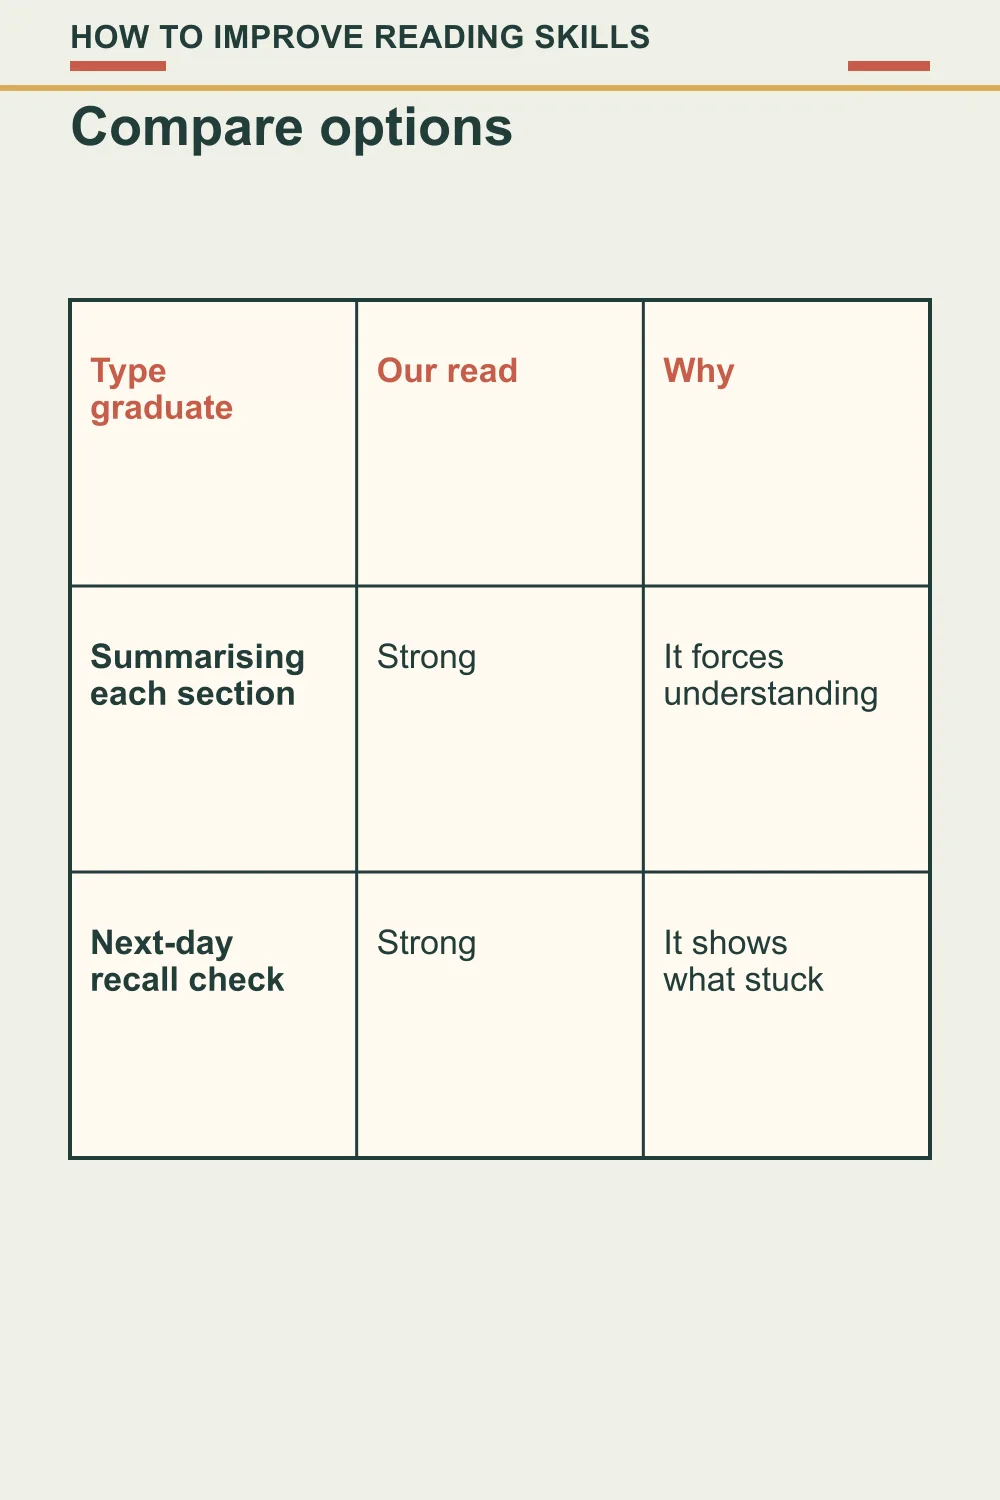 HOW TO IMPROVE READING SKILLS
Compare options
Type
graduate
Our read
Why
Summarising
each section
Strong
It forces
understanding
Next-day
recall check
Strong
It shows
what stuck